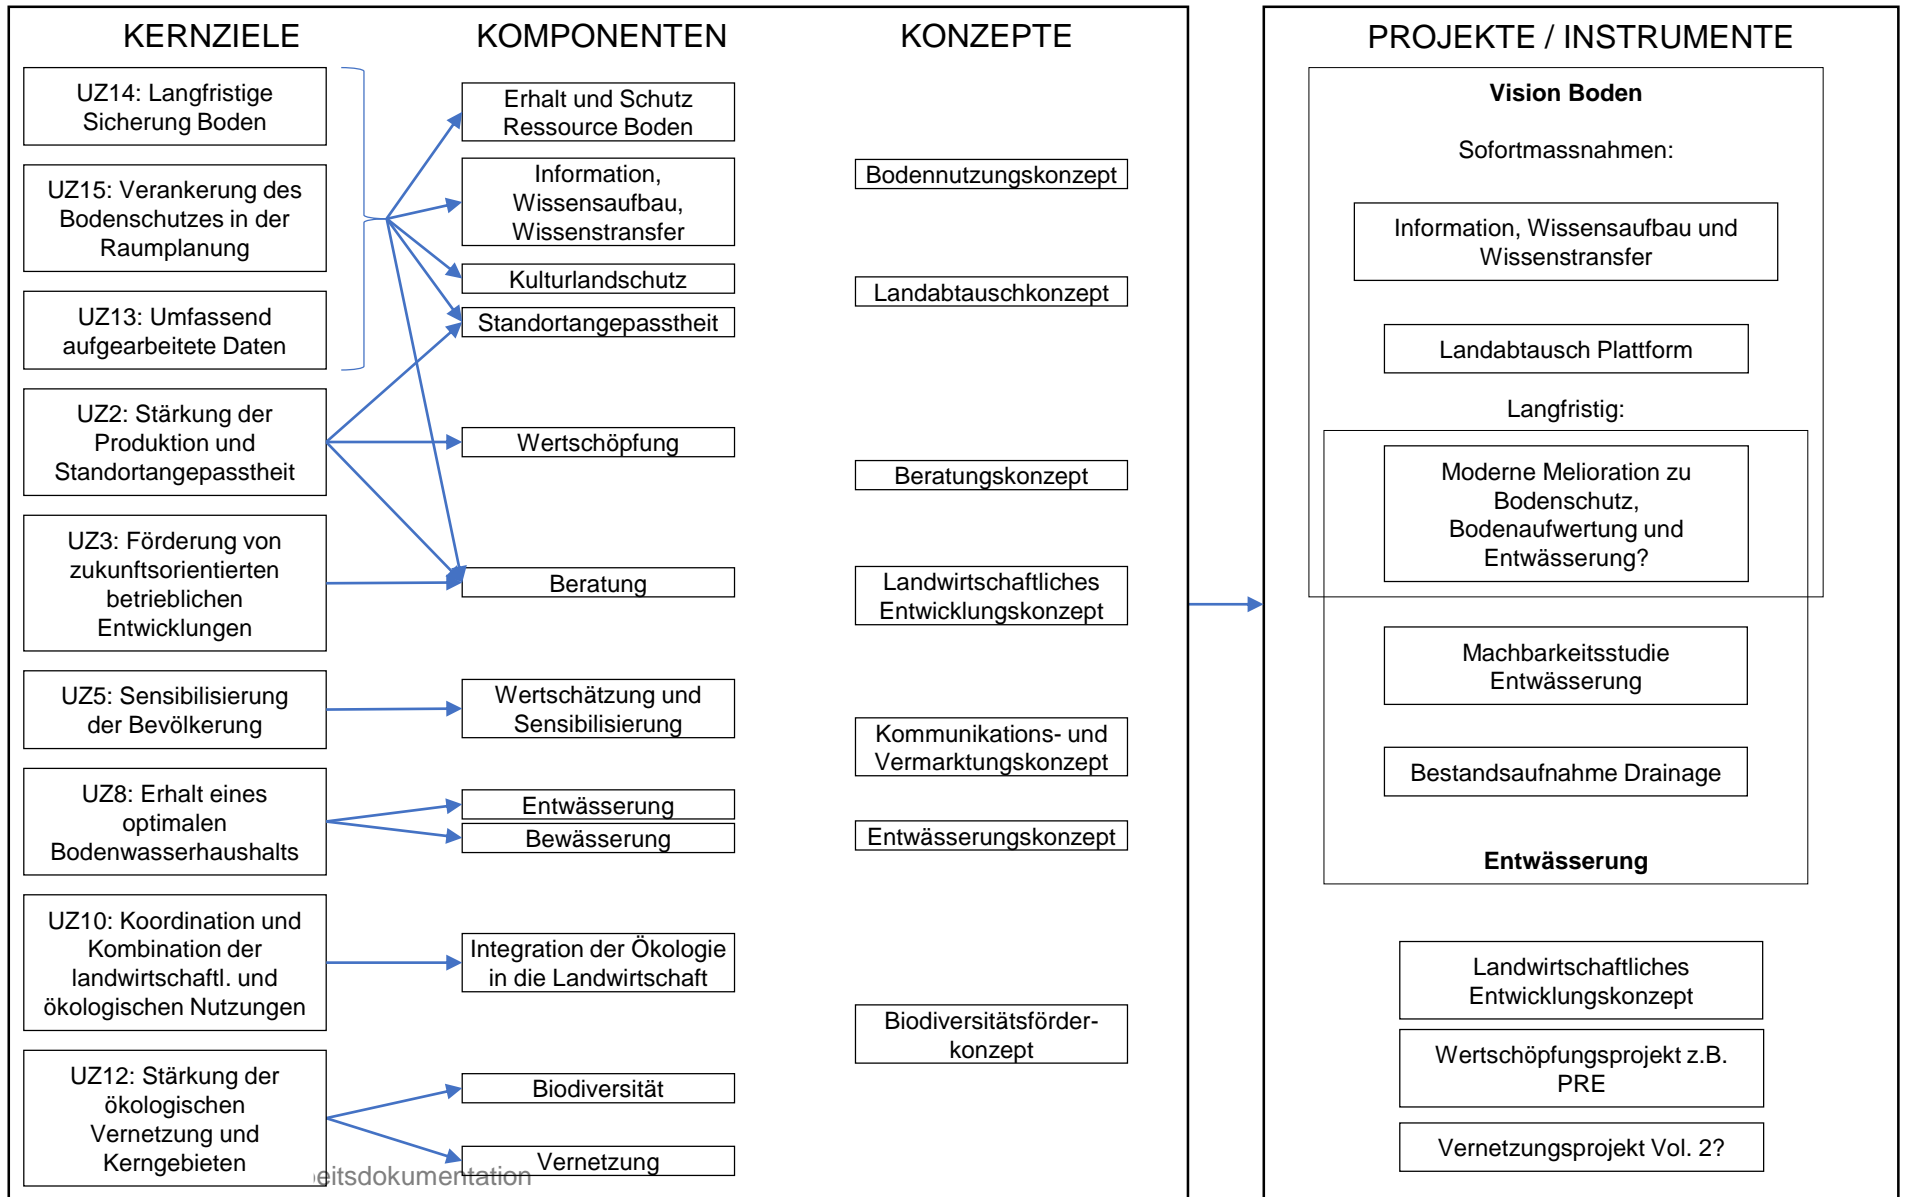 KERNZIELE
UZ14: Langfristige
Sicherung Boden
UZ15: Verankerung des
Bodenschutzes in der
Raumplanung
UZ13: Umfassend
aufgearbeitete Daten
UZ2: Stärkung der
Produktion und
Standortangepasstheit
UZ3: Förderung von
zukunftsorientierten
betrieblichen
Entwicklungen
UZ5: Sensibilisierung
der Bevölkerung
UZ8: Erhalt eines
optimalen
Bodenwasserhaushalts
UZ10: Koordination und
Kombination der
landwirtschaftl. und
ökologischen Nutzungen
UZ12: Stärkung der
ökologischen
Vernetzung und
Kerngebieten
KOMPONENTEN
Erhalt und Schutz
Ressource Boden
Information,
Wissensaufbau,
Wissenstransfer
Kulturlandschutz
Standortangepasstheit
Wertschöpfung
Beratung
Wertschätzung und
Sensibilisierung
Entwässerung
Bewässerung
Integration der Ökologie
in die Landwirtschaft
Biodiversität
Vernetzung
KONZEPTE
Bodennutzungskonzept
Landabtauschkonzept
Beratungskonzept
Landwirtschaftliches
Entwicklungskonzept
Kommunikations- und
Vermarktungskonzept
Entwässerungskonzept
Biodiversitätsförder-
konzept
PROJEKTE / INSTRUMENTE
Vision Boden
Sofortmassnahmen:
Information, Wissensaufbau und
Wissenstransfer
Landabtausch Plattform
Langfristig:
Moderne Melioration zu
Bodenschutz,
Bodenaufwertung und
Entwässerung?
Machbarkeitsstudie
Entwässerung
Bestandsaufnahme Drainage
Entwässerung
Landwirtschaftliches
Entwicklungskonzept
Wertschöpfungsprojekt z.B.
PRE
Vernetzungsprojekt Vol. 2?
eitsdokumentation